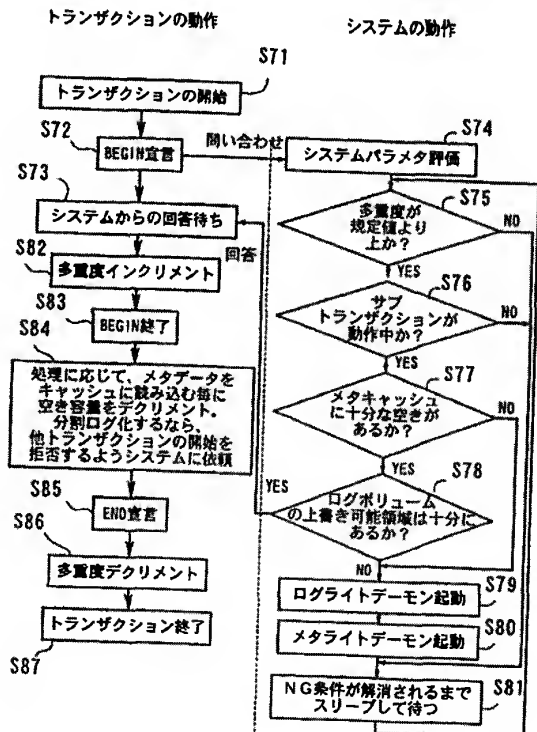 トランザクションの動作
システムの動作
S71
トランザクションの開始
S72
BEGIN宣言
問い合わせ
S74
システムパラメタ評価
S73
システムからの回答待ち
回答
S75
多重度が
規定値より
上か?
NO
YES
S82
多重度インクリメント
S76
サブ
トランザクションが
動作中か?
NO
YES
S83
BEGIN終了
S84
処理に応じて、メタデータを
キャッシュに読み込む毎に
空き容量をデクリメント。
分割ログ化するなら、
他トランザクションの開始を
拒否するようシステムに依頼
S77
メタキャッシュ
に十分な空きが
あるか?
NO
YES
S78
ログボリューム
の上書き可能領域は十分に
あるか?
YES
NO
S85
END宣言
S86
多重度デクリメント
S87
トランザクション終了
S79
ログライトデーモン起動
S80
メタライトデーモン起動
S81
NG条件が解消されるまで
スリープして待つ